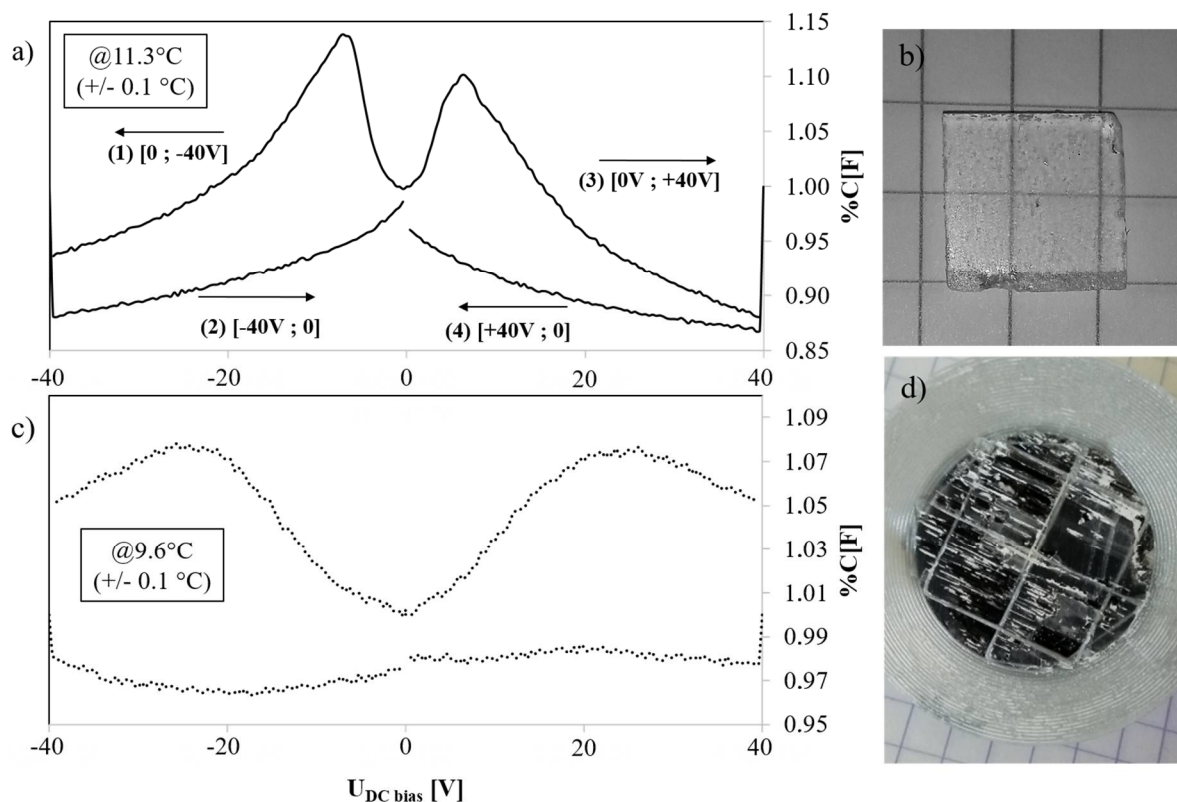 a)
@11.3°C
(+/- 0.1 °C)
(1) [0 ; -40V]
(2) [-40V ; 0]
(3) [0V ; +40V]
(4) [+40V ; 0]
1.15
1.10
1.05
1.00
0.95
0.90
0.85
%C[F]
-40
-20
0
20
40
b)
c)
@9.6°C
(+/- 0.1 °C)
1.09
1.07
1.05
1.03
1.01
0.99
0.97
0.95
%C[F]
-40
-20
0
20
40
U_DC bias [V]
d)